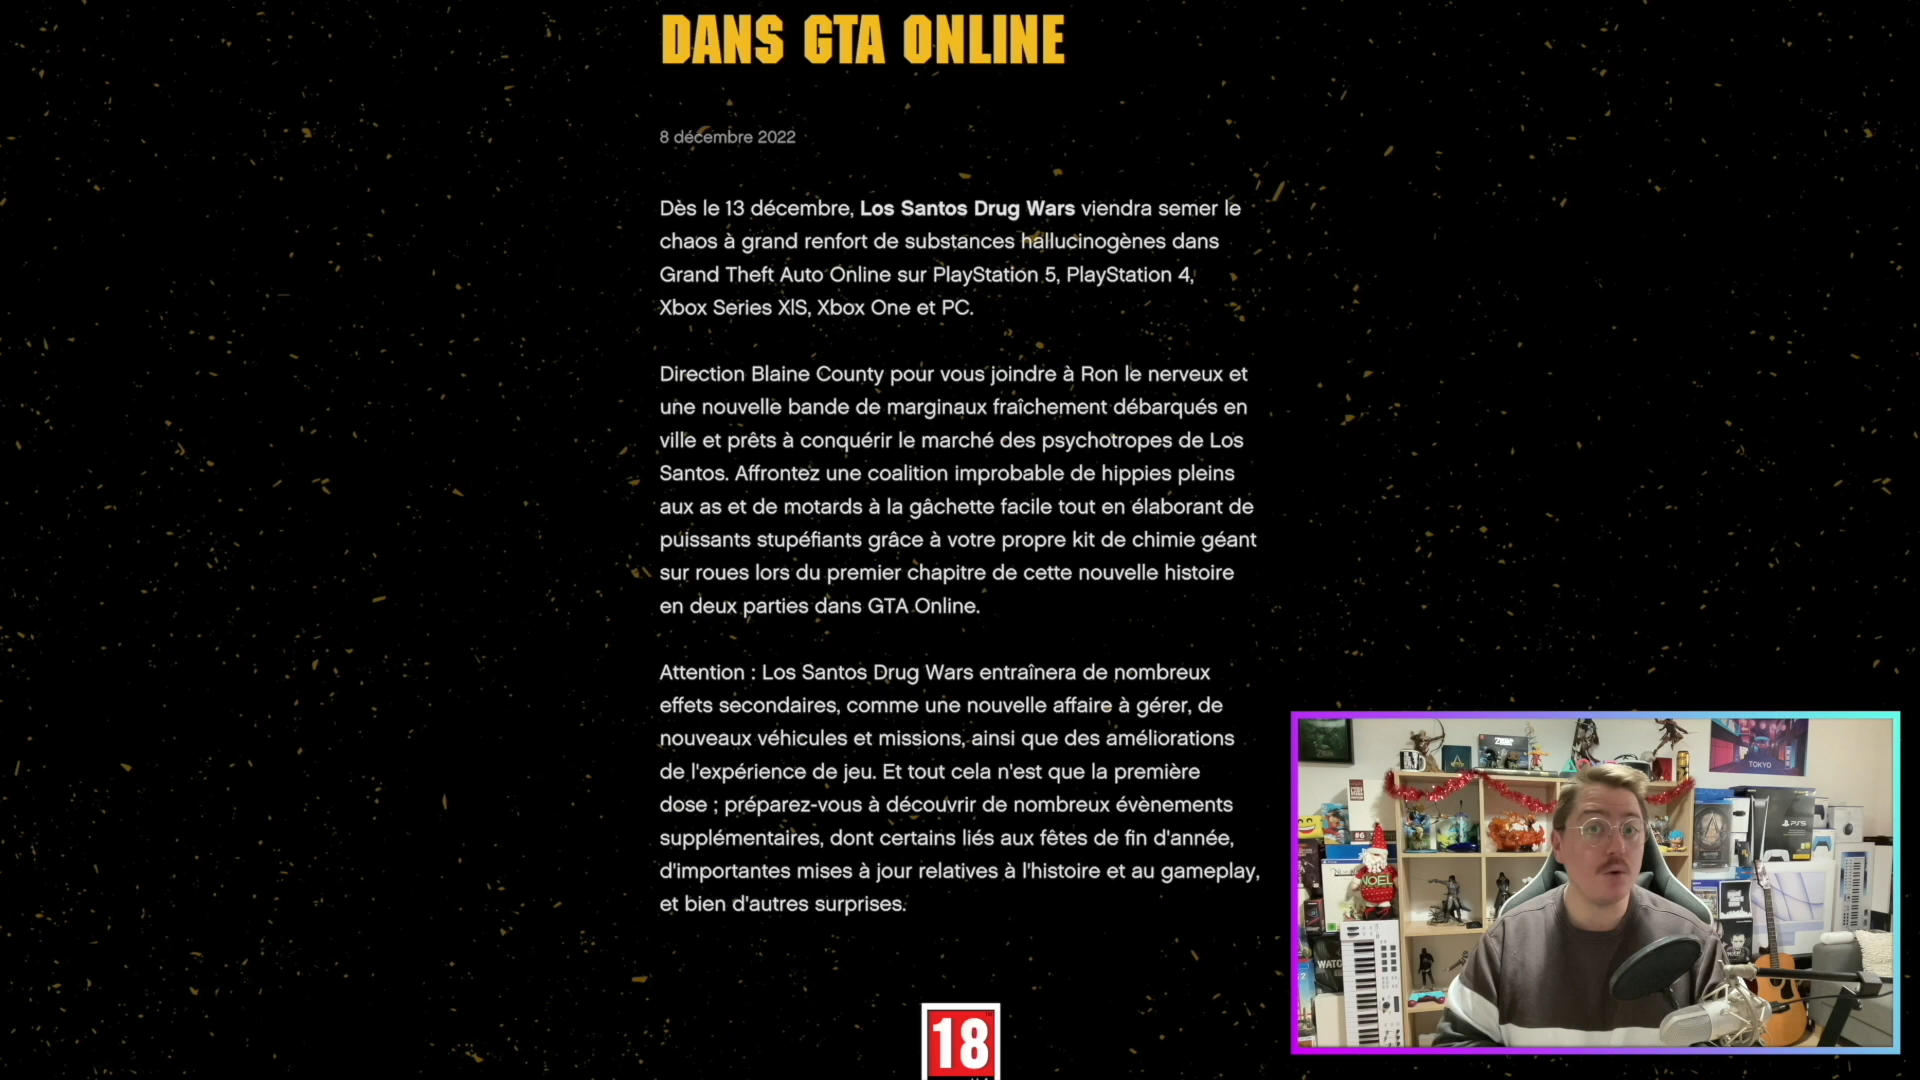 DANS GTA ONLINE
8 décembre 2022
Dès le 13 décembre, Los Santos Drug Wars viendra semer le
chaos à grand renfort de substances hallucinogènes dans
Grand Theft Auto Online sur PlayStation 5, PlayStation 4,
Xbox Series X|S, Xbox One et PC.
Direction Blaine County pour vous joindre à Ron le nerveux et
une nouvelle bande de marginaux fraîchement débarqués en
ville et prêts à conquérir le marché des psychotropes de Los
Santos. Affrontez une coalition improbable de hippies pleins
aux as et de motards à la gâchette facile tout en élaborant de
puissants stupéfiants grâce à votre propre kit de chimie géant
sur roues lors du premier chapitre de cette nouvelle histoire
en deux parties dans GTA Online.
Attention : Los Santos Drug Wars entraînera de nombreux
effets secondaires, comme une nouvelle affaire à gérer, de
nouveaux véhicules et missions, ainsi que des améliorations
de l'expérience de jeu. Et tout cela n'est que la première
dose ; préparez-vous à découvrir de nombreux évènements
supplémentaires, dont certains liés aux fêtes de fin d'année,
d'importantes mises à jour relatives à l'histoire et au gameplay,
et bien d'autres surprises.
18
TOKYO
PS5
#6
NOEL
WATC